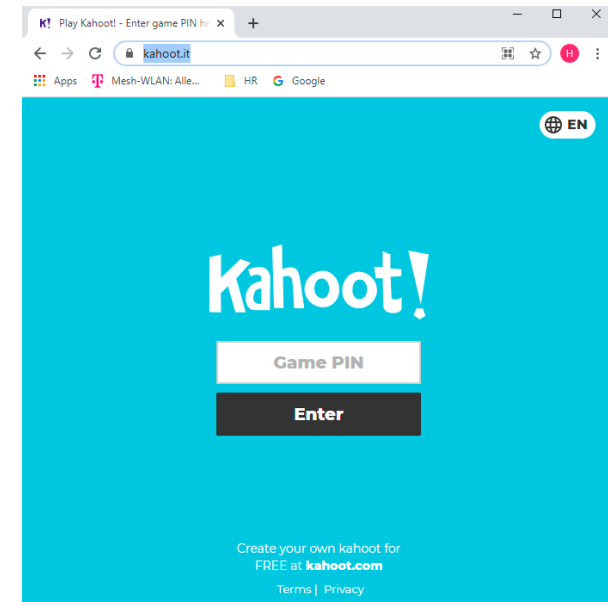 K! Play Kahoot! - Enter game PIN he
kahoot.it
H
Apps
Mesh-WLAN: Alle...
HR
G Google
EN
Kahoot!
Game PIN
Enter
Create your own kahoot for
FREE at kahoot.com
Terms | Privacy